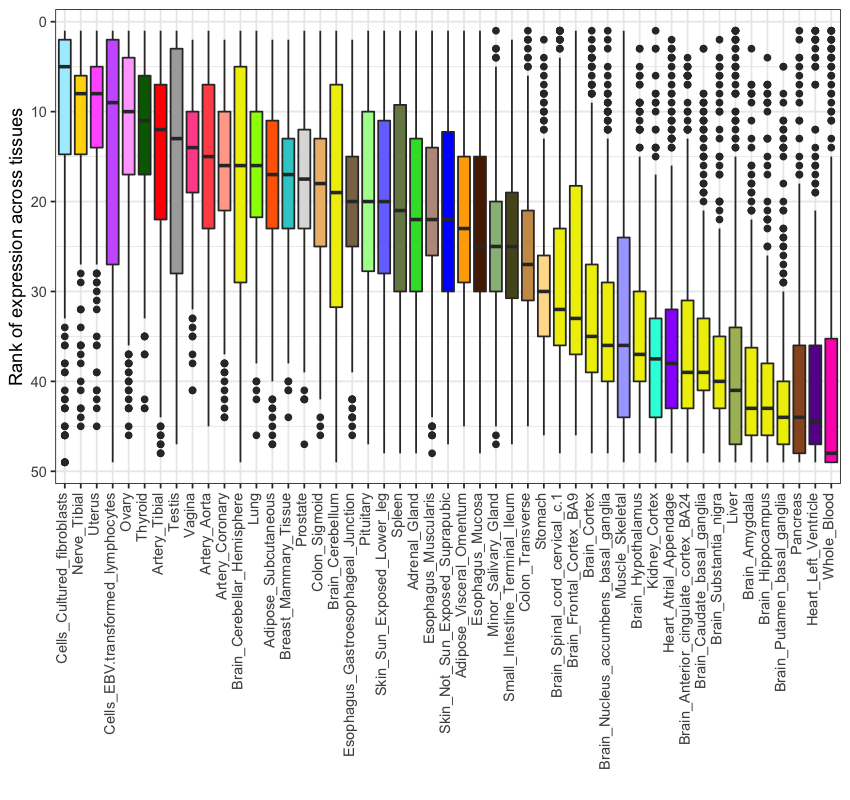 Rank of expression across tissues
0
10
20
30
40
50
Cells_Cultured_fibroblasts
Nerve_Tibial
Uterus
Cells_EBV.transformed_lymphocytes
Ovary
Thyroid
Artery_Tibial
Testis
Vagina
Artery_Aorta
Artery_Coronary
Brain_Cerebellar_Hemisphere
Lung
Adipose_Subcutaneous
Breast_Mammary_Tissue
Prostate
Colon_Sigmoid
Brain_Cerebellum
Esophagus_Gastroesophageal_Junction
Pituitary
Skin_Sun_Exposed_Lower_leg
Spleen
Adrenal_Gland
Esophagus_Muscularis
Skin_Not_Sun_Exposed_Suprapubic
Adipose_Visceral_Omentum
Esophagus_Mucosa
Minor_Salivary_Gland
Small_Intestine_Terminal_Ileum
Colon_Transverse
Stomach
Brain_Spinal_cord_cervical_c.1
Brain_Frontal_Cortex_BA9
Brain_Cortex
Brain_Nucleus_accumbens_basal_ganglia
Muscle_Skeletal
Brain_Hypothalamus
Kidney_Cortex
Heart_Atrial_Appendage
Brain_Anterior_cingulate_cortex_BA24
Brain_Caudate_basal_ganglia
Brain_Substantia_nigra
Liver
Brain_Amygdala
Brain_Hippocampus
Brain_Putamen_basal_ganglia
Pancreas
Heart_Left_Ventricle
Whole_Blood